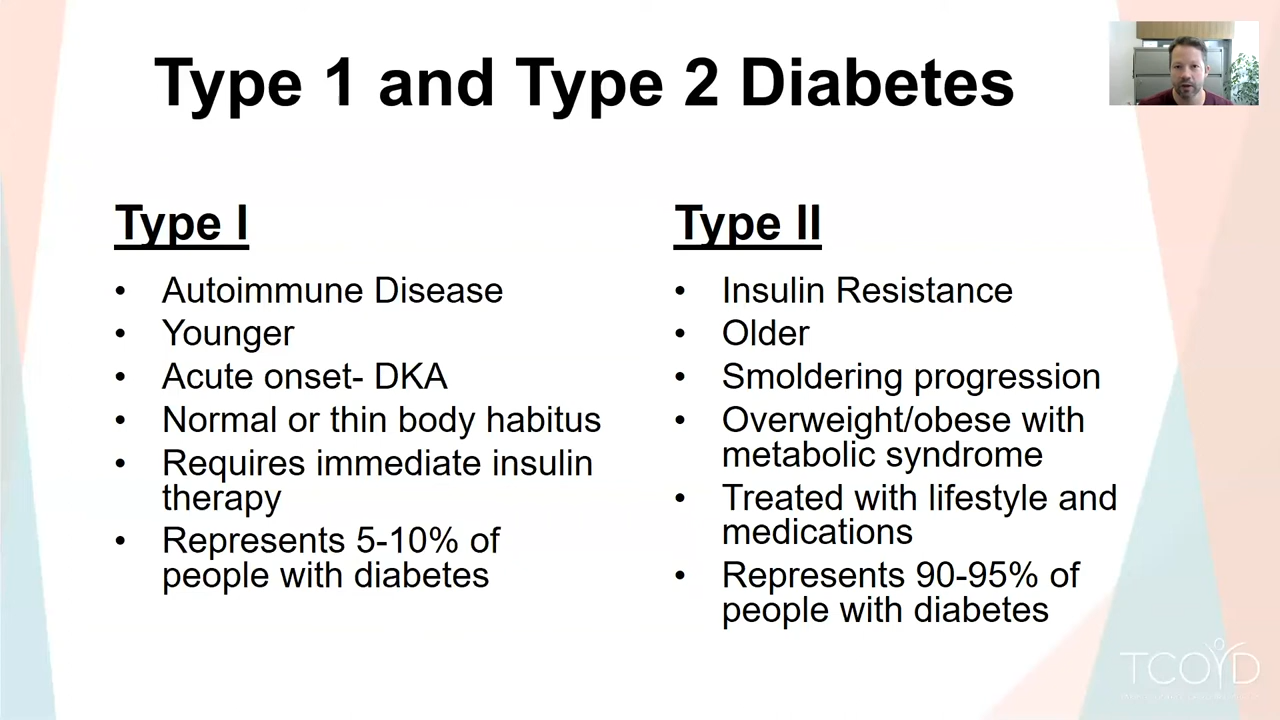 Type 1 and Type 2 Diabetes
Type I
• Autoimmune Disease
• Younger
• Acute onset- DKA
• Normal or thin body habitus
• Requires immediate insulin
therapy
• Represents 5-10% of
people with diabetes
Type II
• Insulin Resistance
• Older
• Smoldering progression
• Overweight/obese with
metabolic syndrome
• Treated with lifestyle and
medications
• Represents 90-95% of
people with diabetes
TCOYD